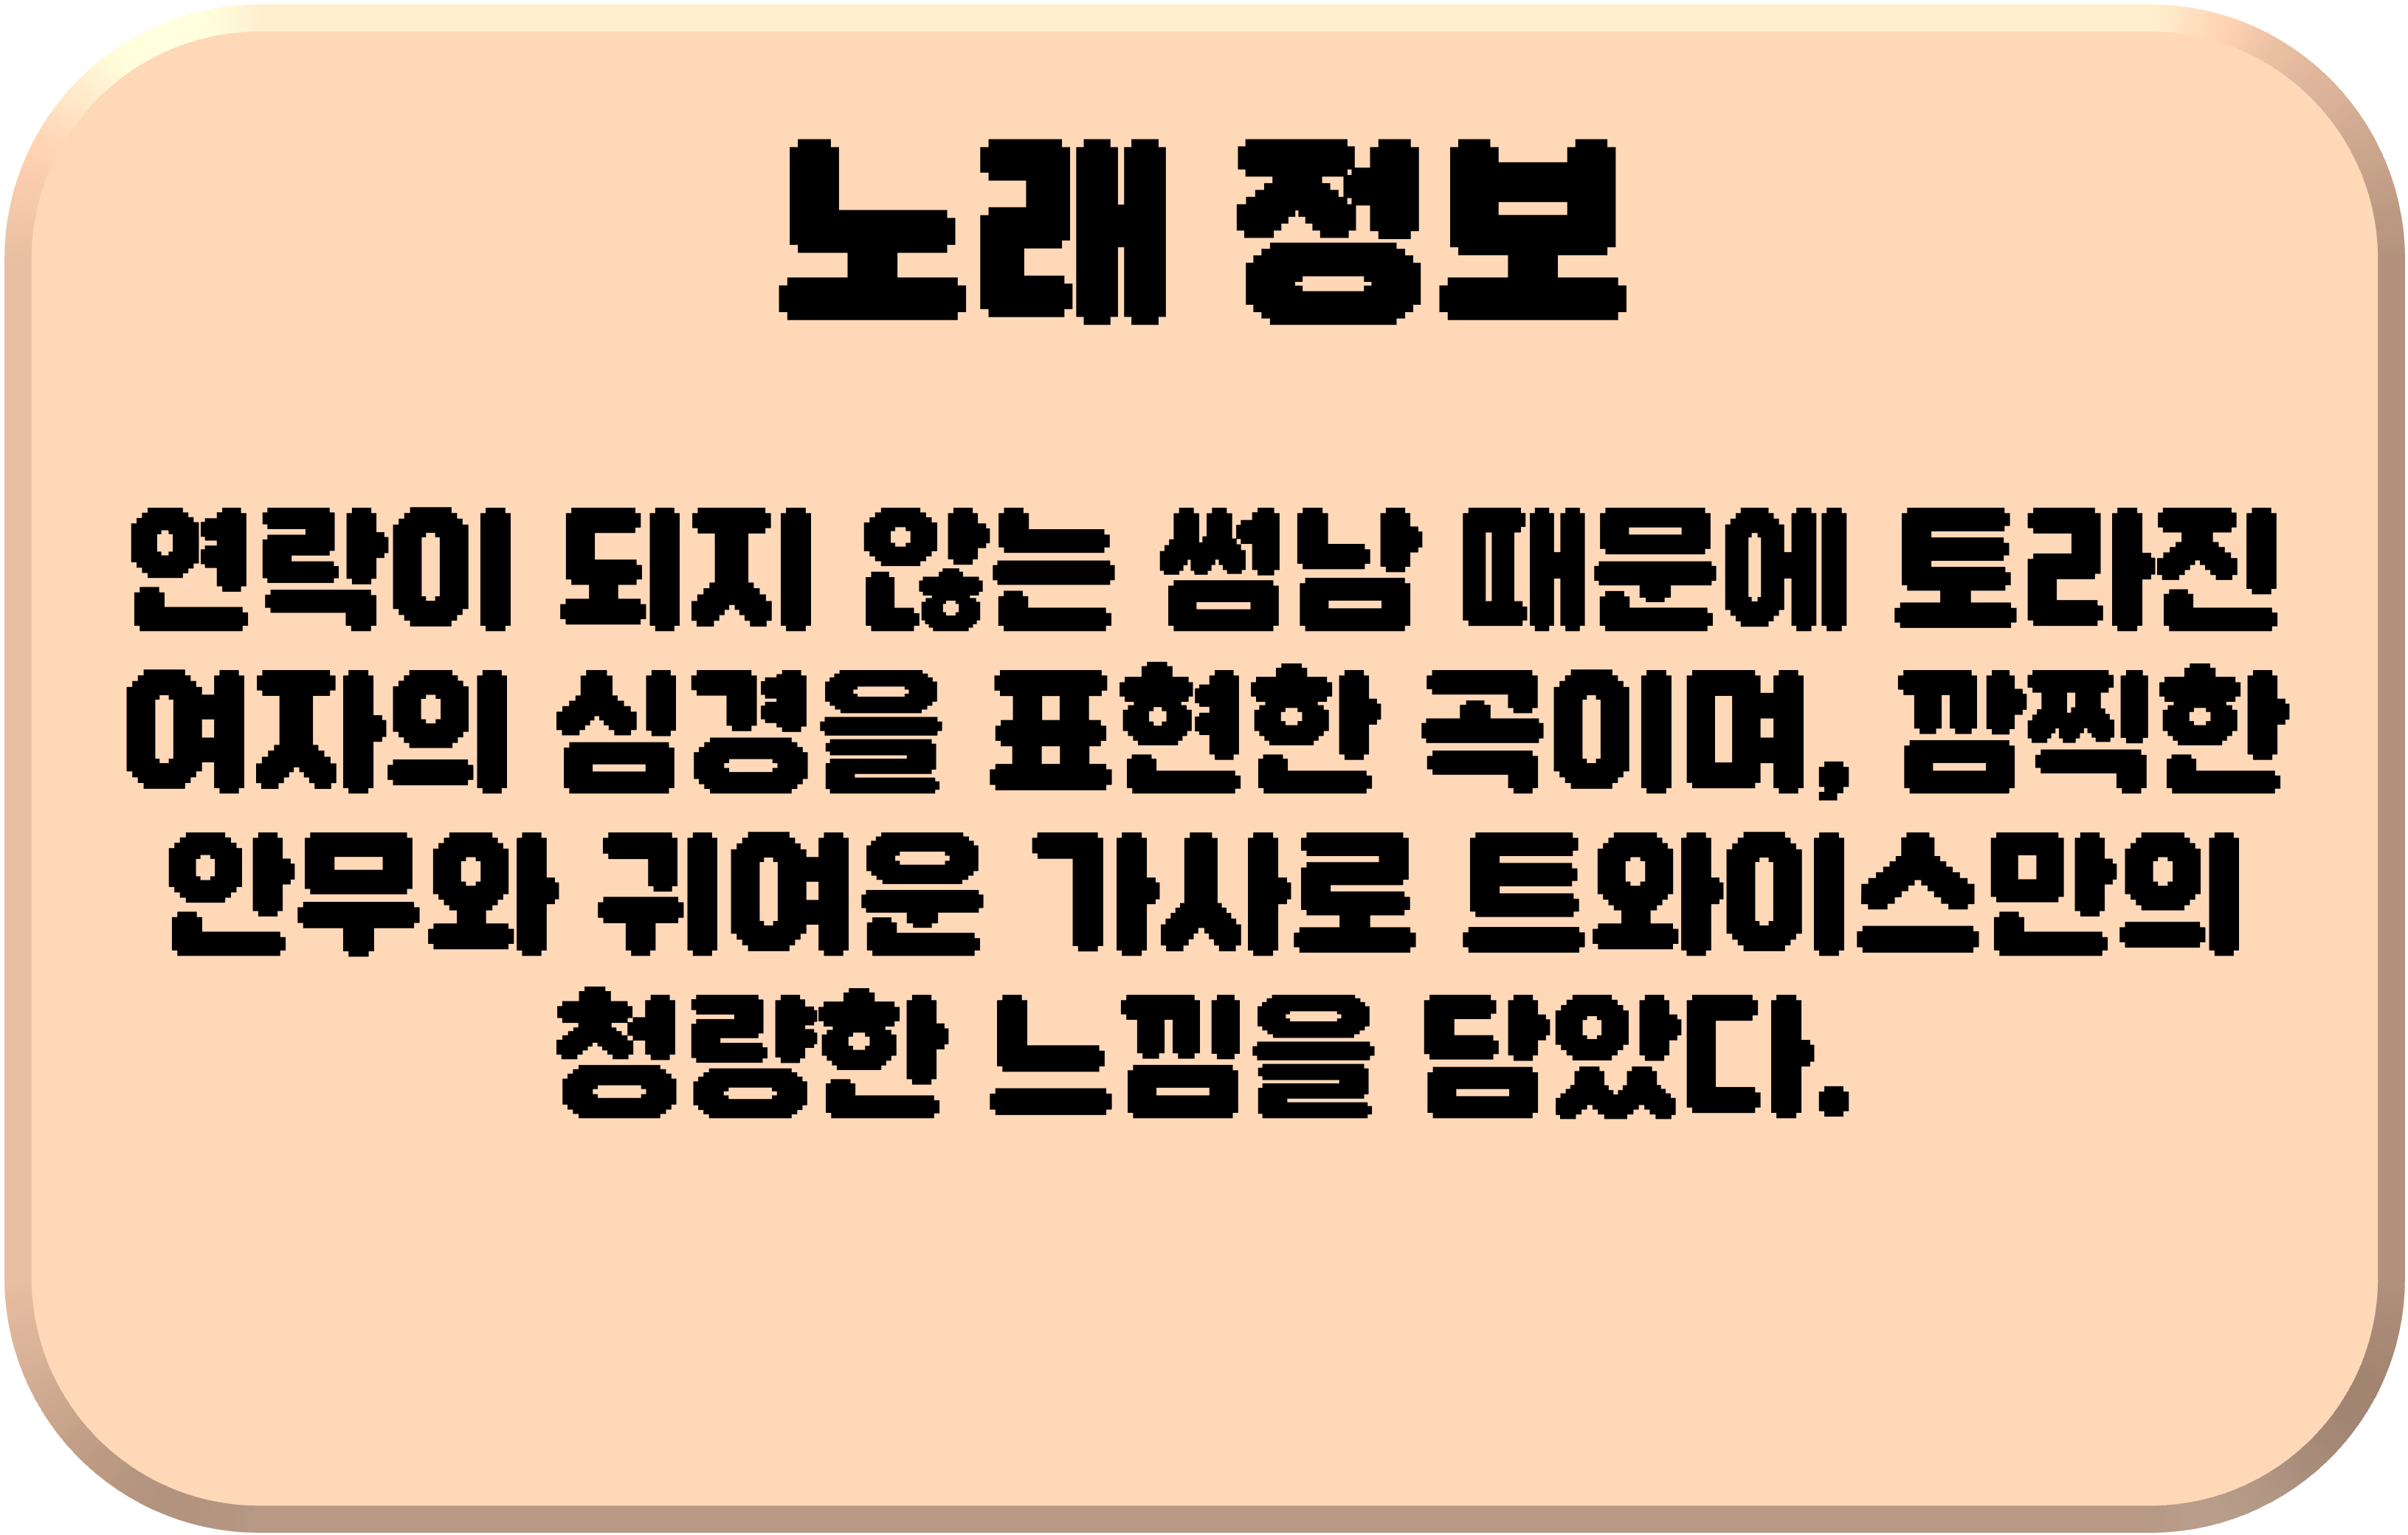 노래 정보
연락이 되지 않는 썸남 때문에 토라진
여자의 심경을 표현한 곡이며, 깜찍한
안무와 귀여운 가사로 트와이스만의
청량한 느낌을 담았다.